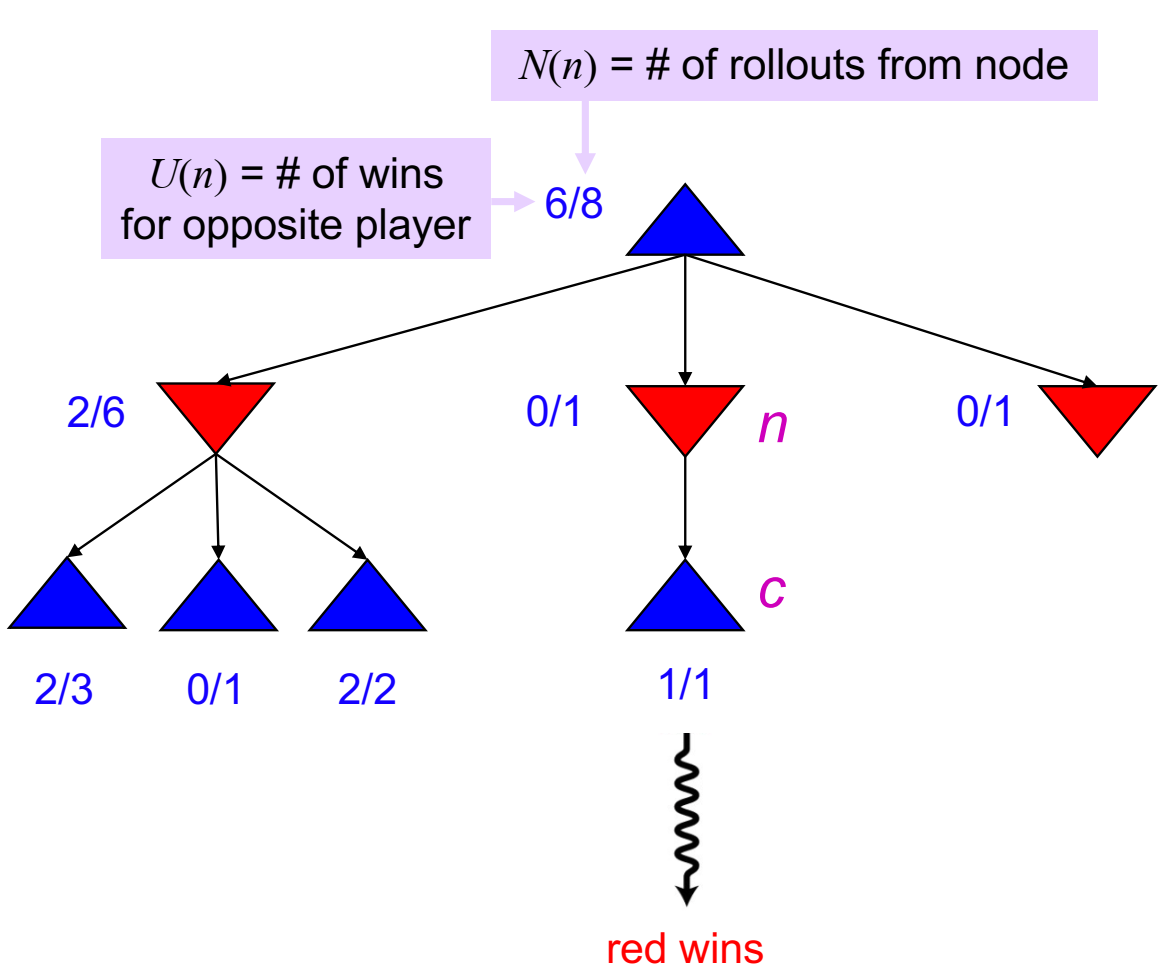 N(n) = # of rollouts from node
U(n) = # of wins
for opposite player
6/8
2/6
0/1
n
0/1
c
2/3
0/1
2/2
1/1
red wins